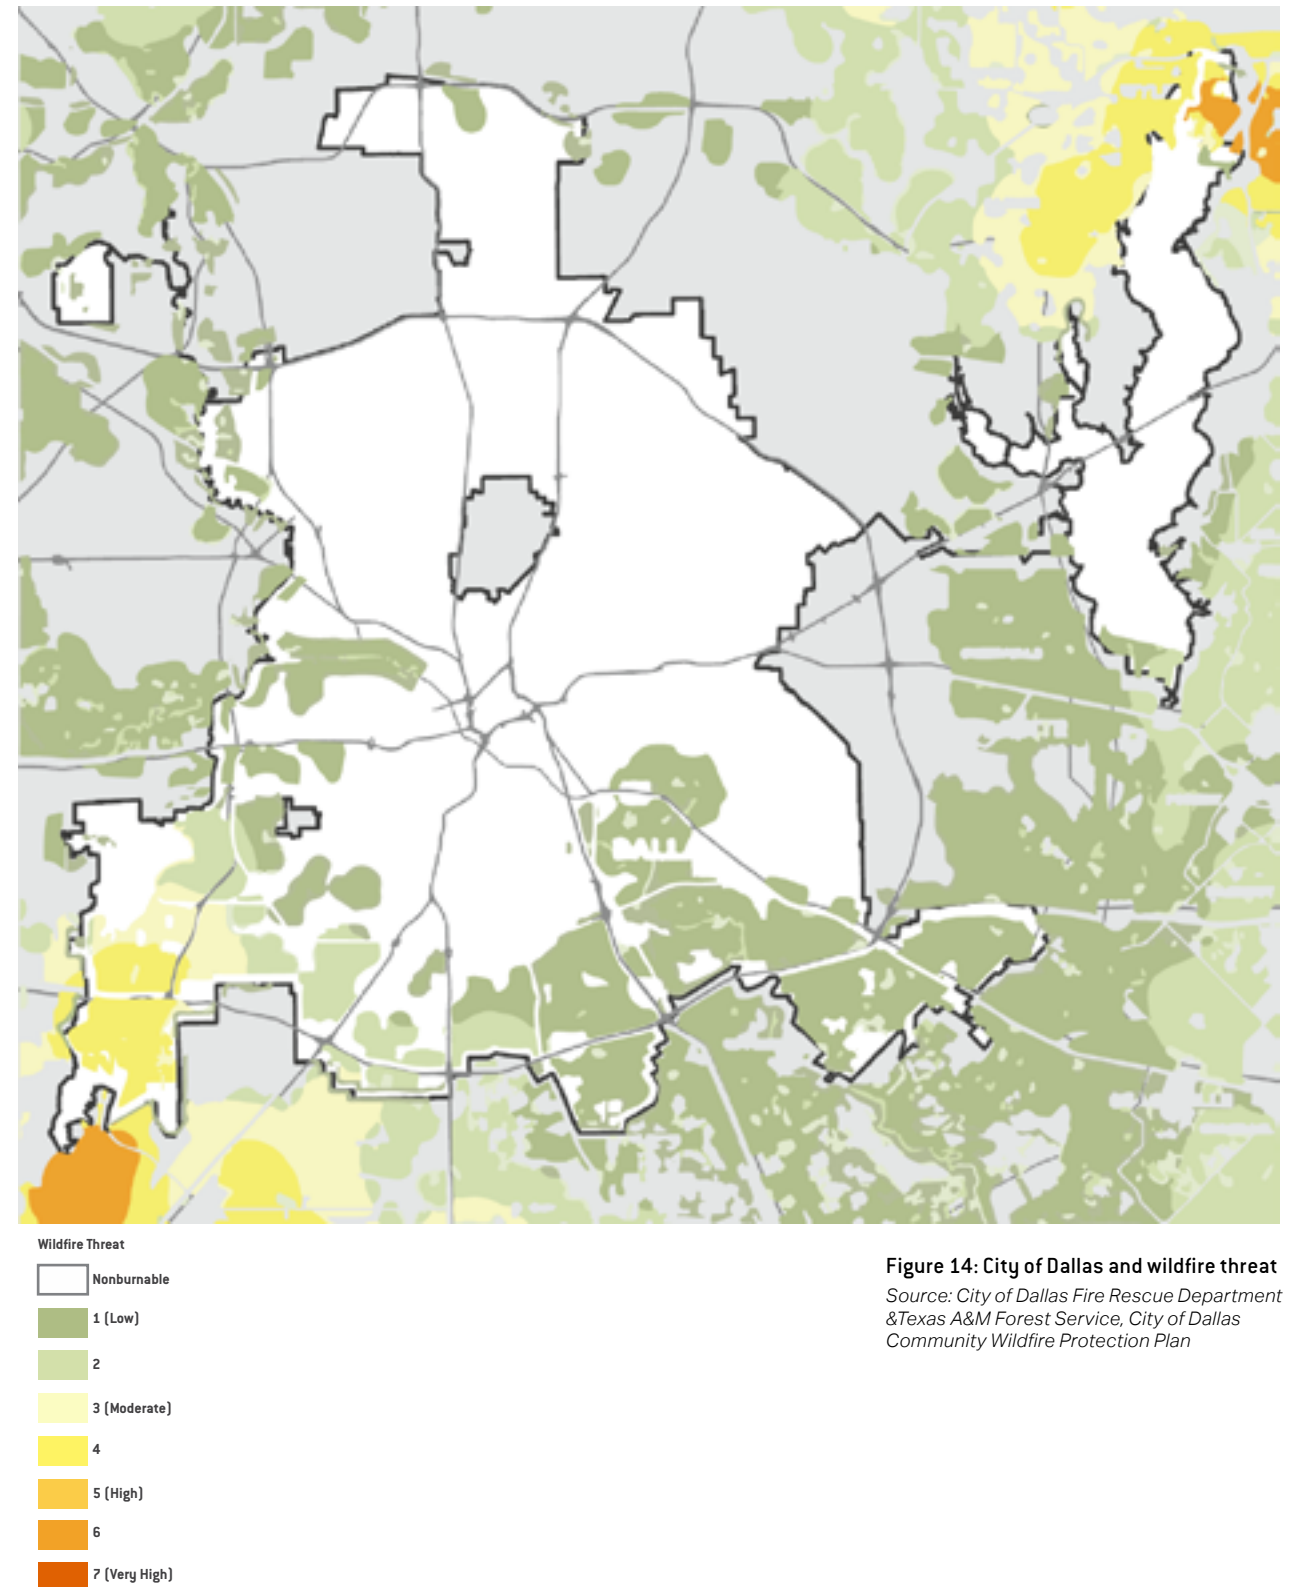 DALL
Wildfire Threat
Nonburnable
1 (Low)
2
3 (Moderate)
4
5 (High)
6
7 (Very High)
Figure 14: City of Dallas and wildfire threat
Source: City of Dallas Fire Rescue Department
&Texas A&M Forest Service, City of Dallas
Community Wildfire Protection Plan